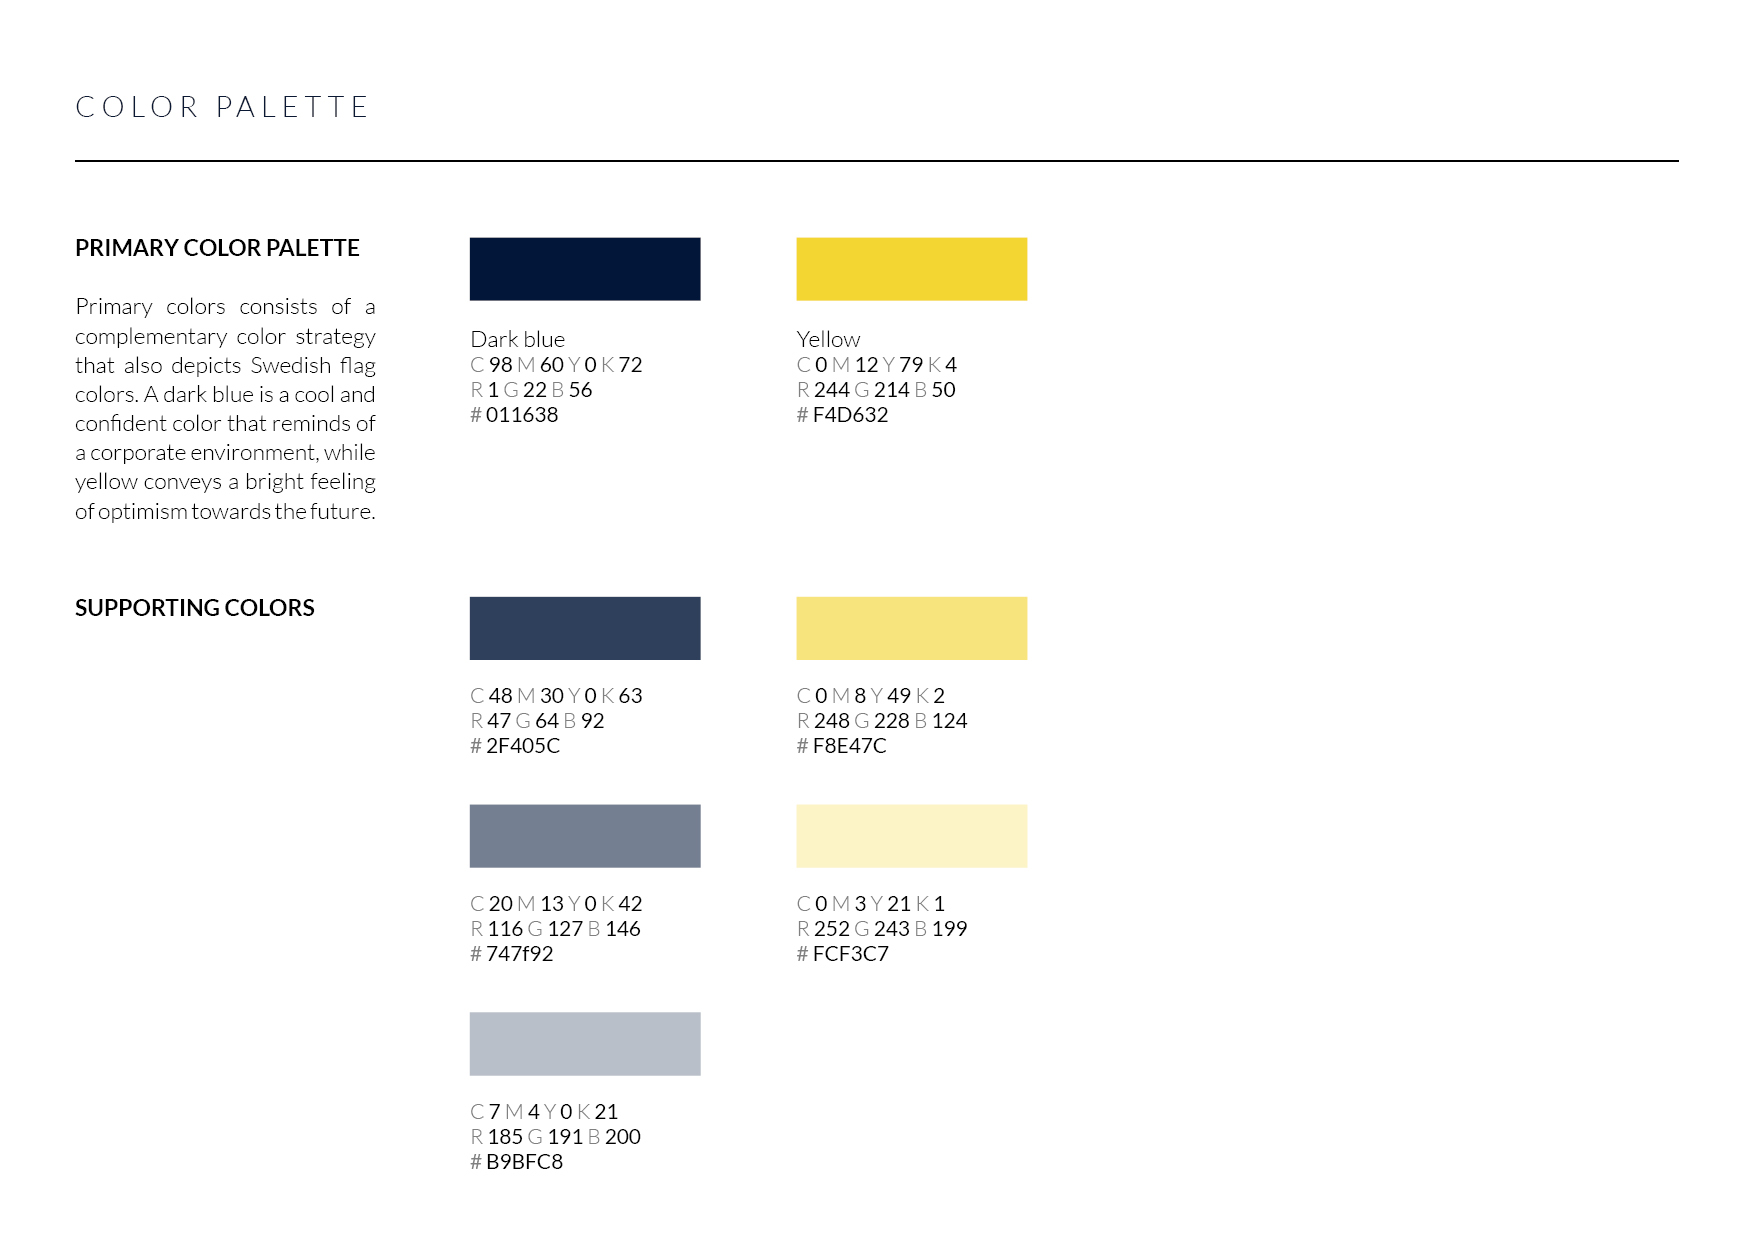 COLOR PALETTE
PRIMARY COLOR PALETTE
Primary colors consists of a
complementary color strategy
that also depicts Swedish flag
colors. A dark blue is a cool and
confident color that reminds of
a corporate environment, while
yellow conveys a bright feeling
of optimism towards the future.
Dark blue
C 98 M 60 Y 0 K 72
R 1 G 22 B 56
# 011638
Yellow
C 0 M 12 Y 79 K 4
R 244 G 214 B 50
# F4D632
SUPPORTING COLORS
C 48 M 30 Y 0 K 63
R 47 G 64 B 92
# 2F405C
C 0 M 8 Y 49 K 2
R 248 G 228 B 124
# F8E47C
C 20 M 13 Y 0 K 42
R 116 G 127 B 146
# 747f92
C 0 M 3 Y 21 K 1
R 252 G 243 B 199
# FCF3C7
C 7 M 4 Y 0 K 21
R 185 G 191 B 200
# B9BFC8